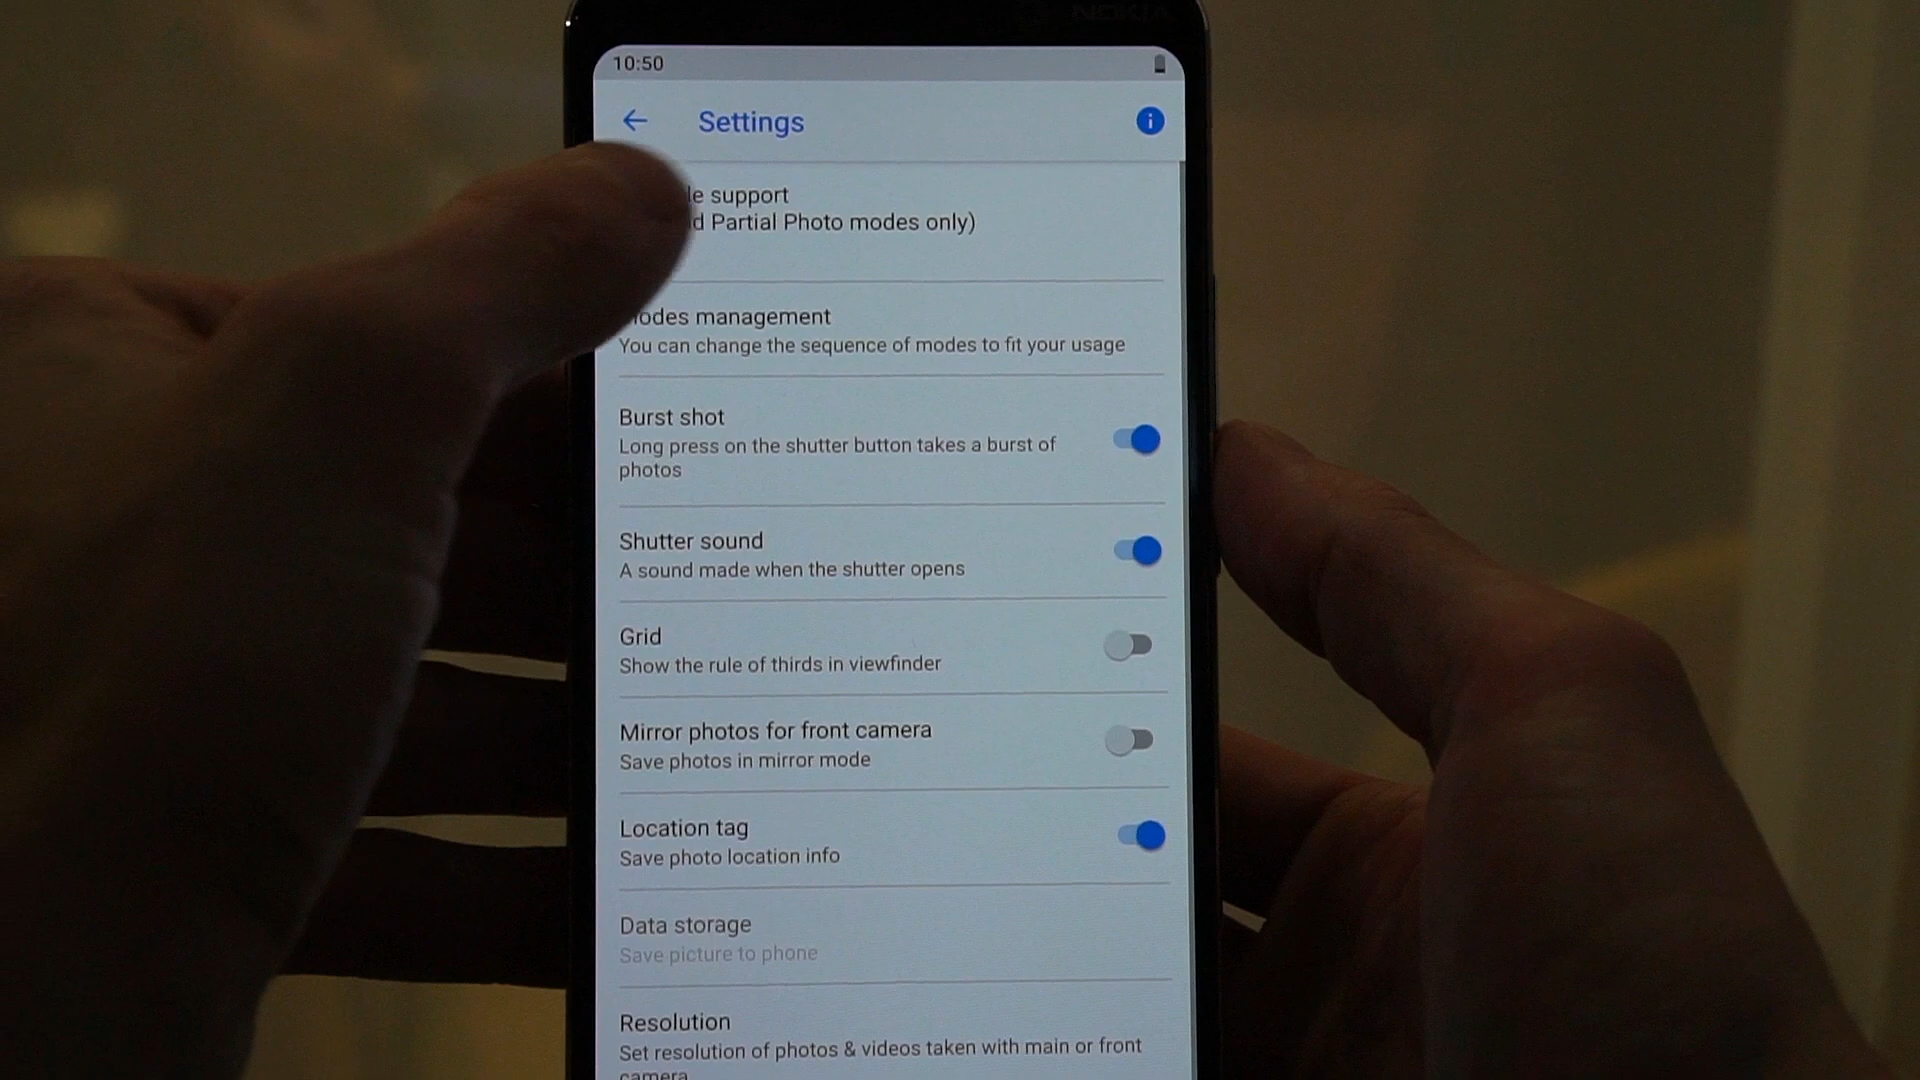 NOKIA
10:50
Settings
support
Partial Photo modes only)
management
You can change the sequence of modes to fit your usage
Burst shot
Long press on the shutter button takes a burst of
photos
Shutter sound
A sound made when the shutter opens
Grid
Show the rule of thirds in viewfinder
Mirror photos for front camera
Save photos in mirror mode
Location tag
Save photo location info
Data storage
Save picture to phone
Resolution
Set resolution of photos & videos taken with main or front
camera